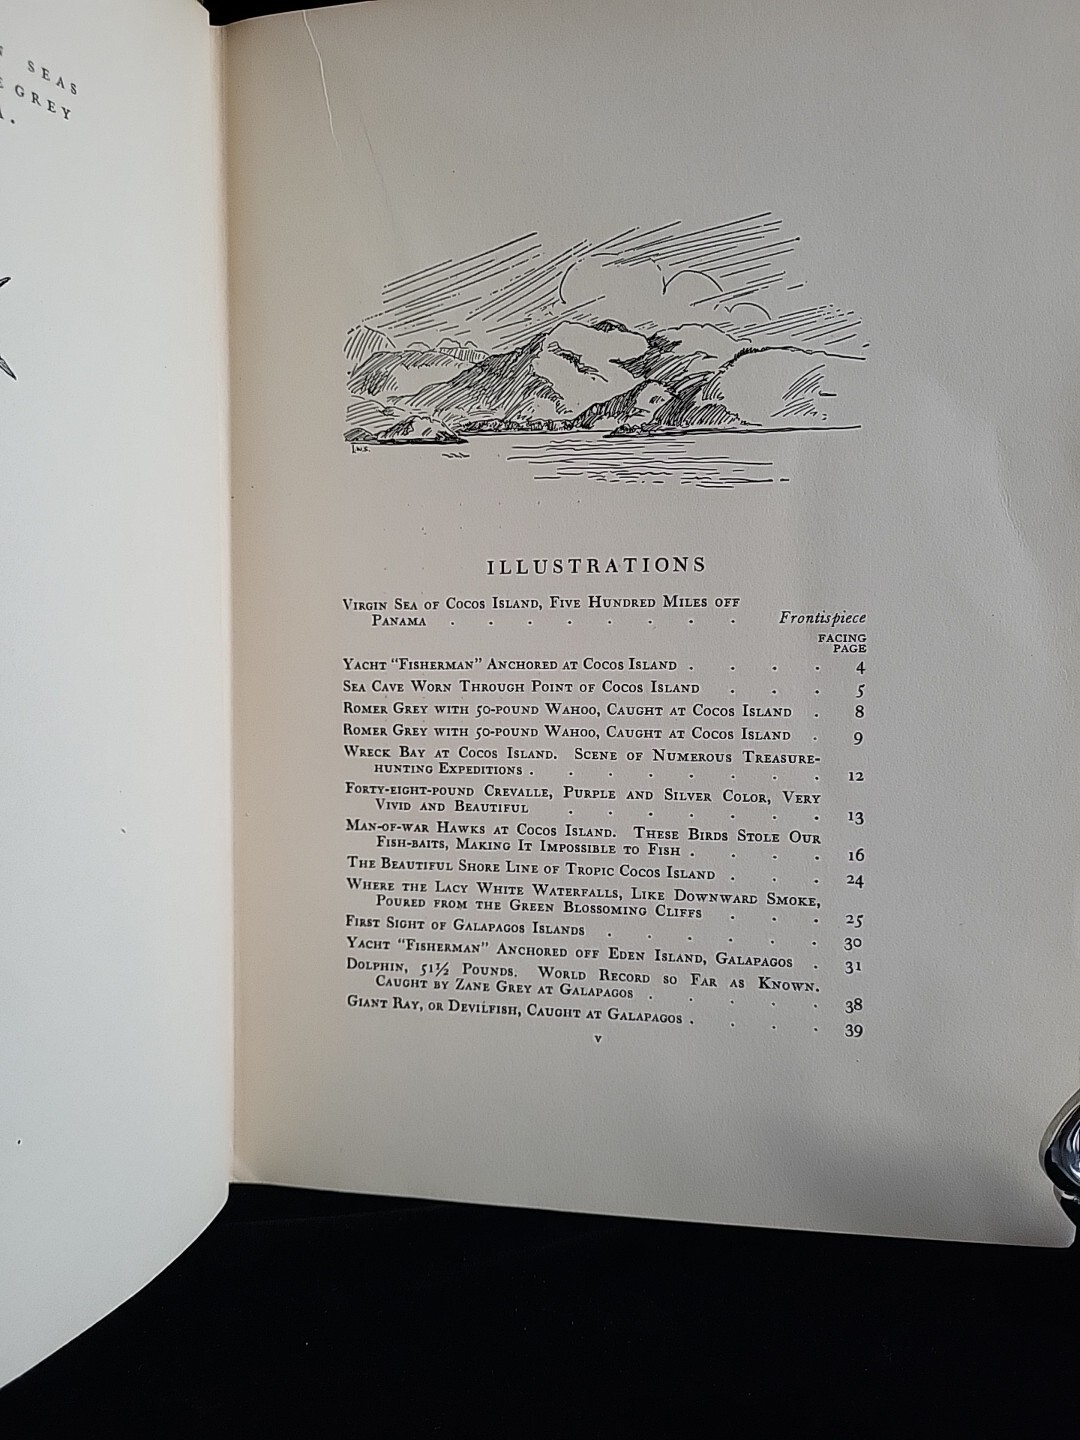 SEAS
GREY
ILLUSTRATIONS
Virgin Sea of Cocos Island, Five Hundred Miles off
Panama . . . . . . . . Frontispiece
FACING
PAGE
Yacht "Fisherman" Anchored at Cocos Island . . . . 4
Sea Cave Worn Through Point of Cocos Island . . . 5
Romer Grey with 50-pound Wahoo, Caught at Cocos Island . 8
Romer Grey with 50-pound Wahoo, Caught at Cocos Island . 9
Wreck Bay at Cocos Island. Scene of Numerous Treasure-
hunting Expeditions . . . . . . . . 12
Forty-eight-pound Crevalle, Purple and Silver Color, Very
Vivid and Beautiful . . . . . . . 13
Man-of-war Hawks at Cocos Island. These Birds Stole Our
Fish-baits, Making It Impossible to Fish . . . . 16
The Beautiful Shore Line of Tropic Cocos Island . . . 24
Where the Lacy White Waterfalls, Like Downward Smoke,
Poured from the Green Blossoming Cliffs . . . 25
First Sight of Galapagos Islands . . . . . . 30
Yacht "Fisherman" Anchored off Eden Island, Galapagos . 31
Dolphin, 51½ Pounds. World Record so Far as Known.
Caught by Zane Grey at Galapagos . . . . . 38
Giant Ray, or Devilfish, Caught at Galapagos . . . . 39
v